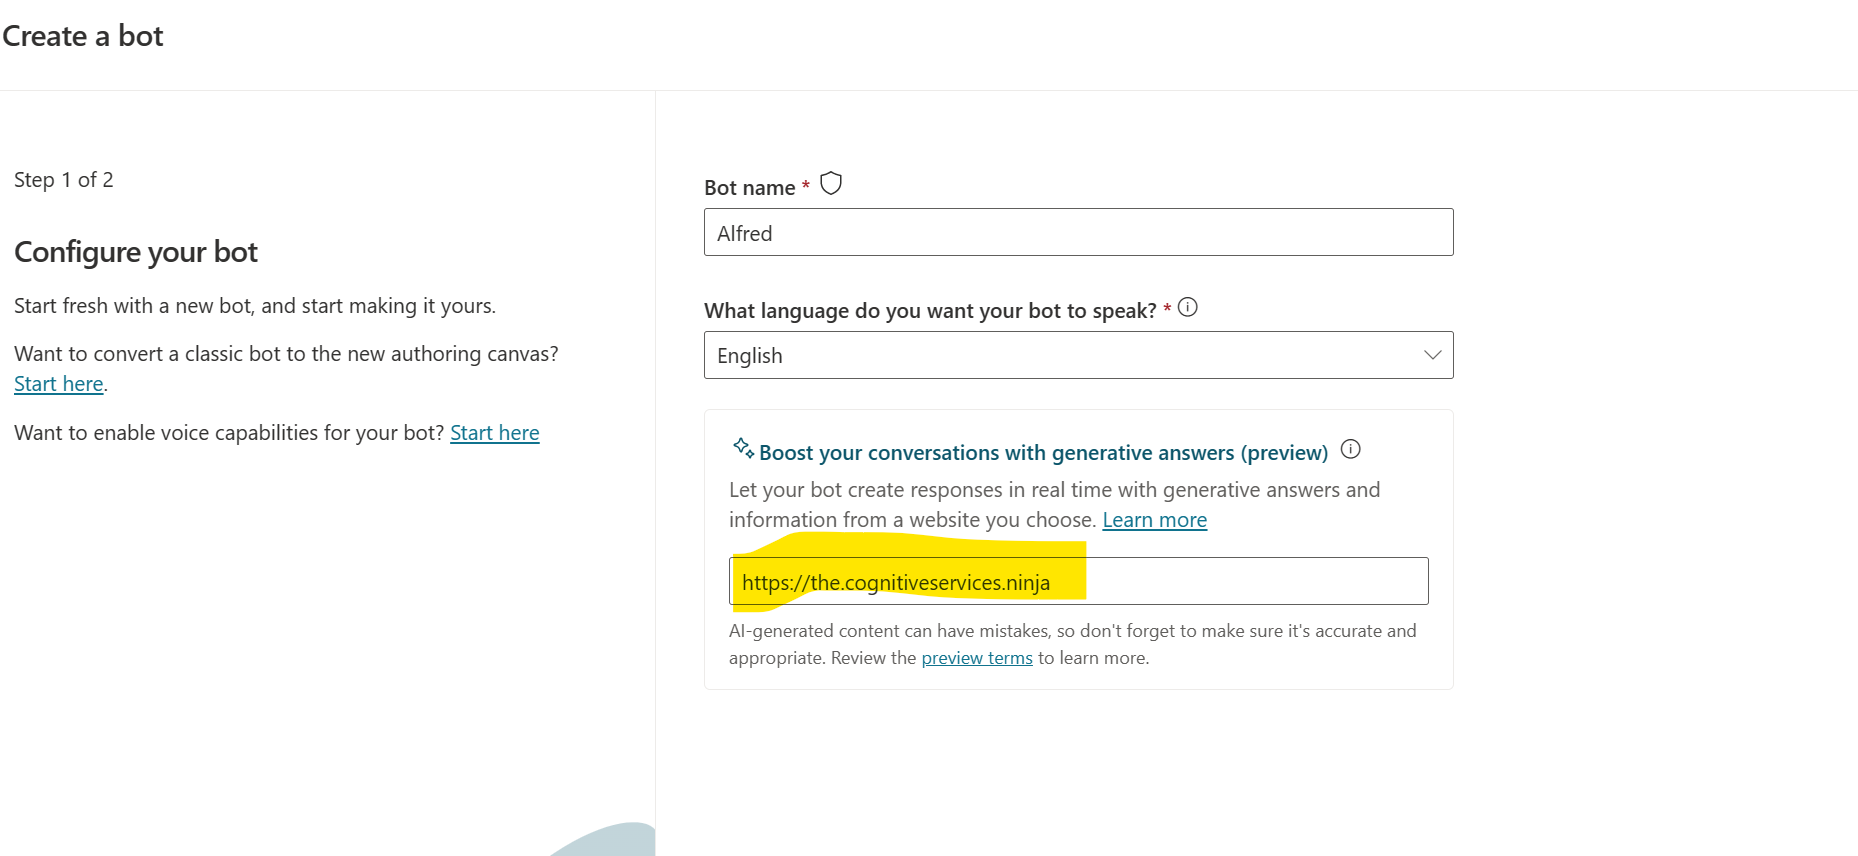 Create a bot
Step 1 of 2
Configure your bot
Start fresh with a new bot, and start making it yours.
Want to convert a classic bot to the new authoring canvas?
Start here.
Want to enable voice capabilities for your bot? Start here
Bot name *
Alfred
What language do you want your bot to speak? *
English
Boost your conversations with generative answers (preview)
Let your bot create responses in real time with generative answers and
information from a website you choose. Learn more
https://the.cognitiveservices.ninja
AI-generated content can have mistakes, so don't forget to make sure it's accurate and
appropriate. Review the preview terms to learn more.